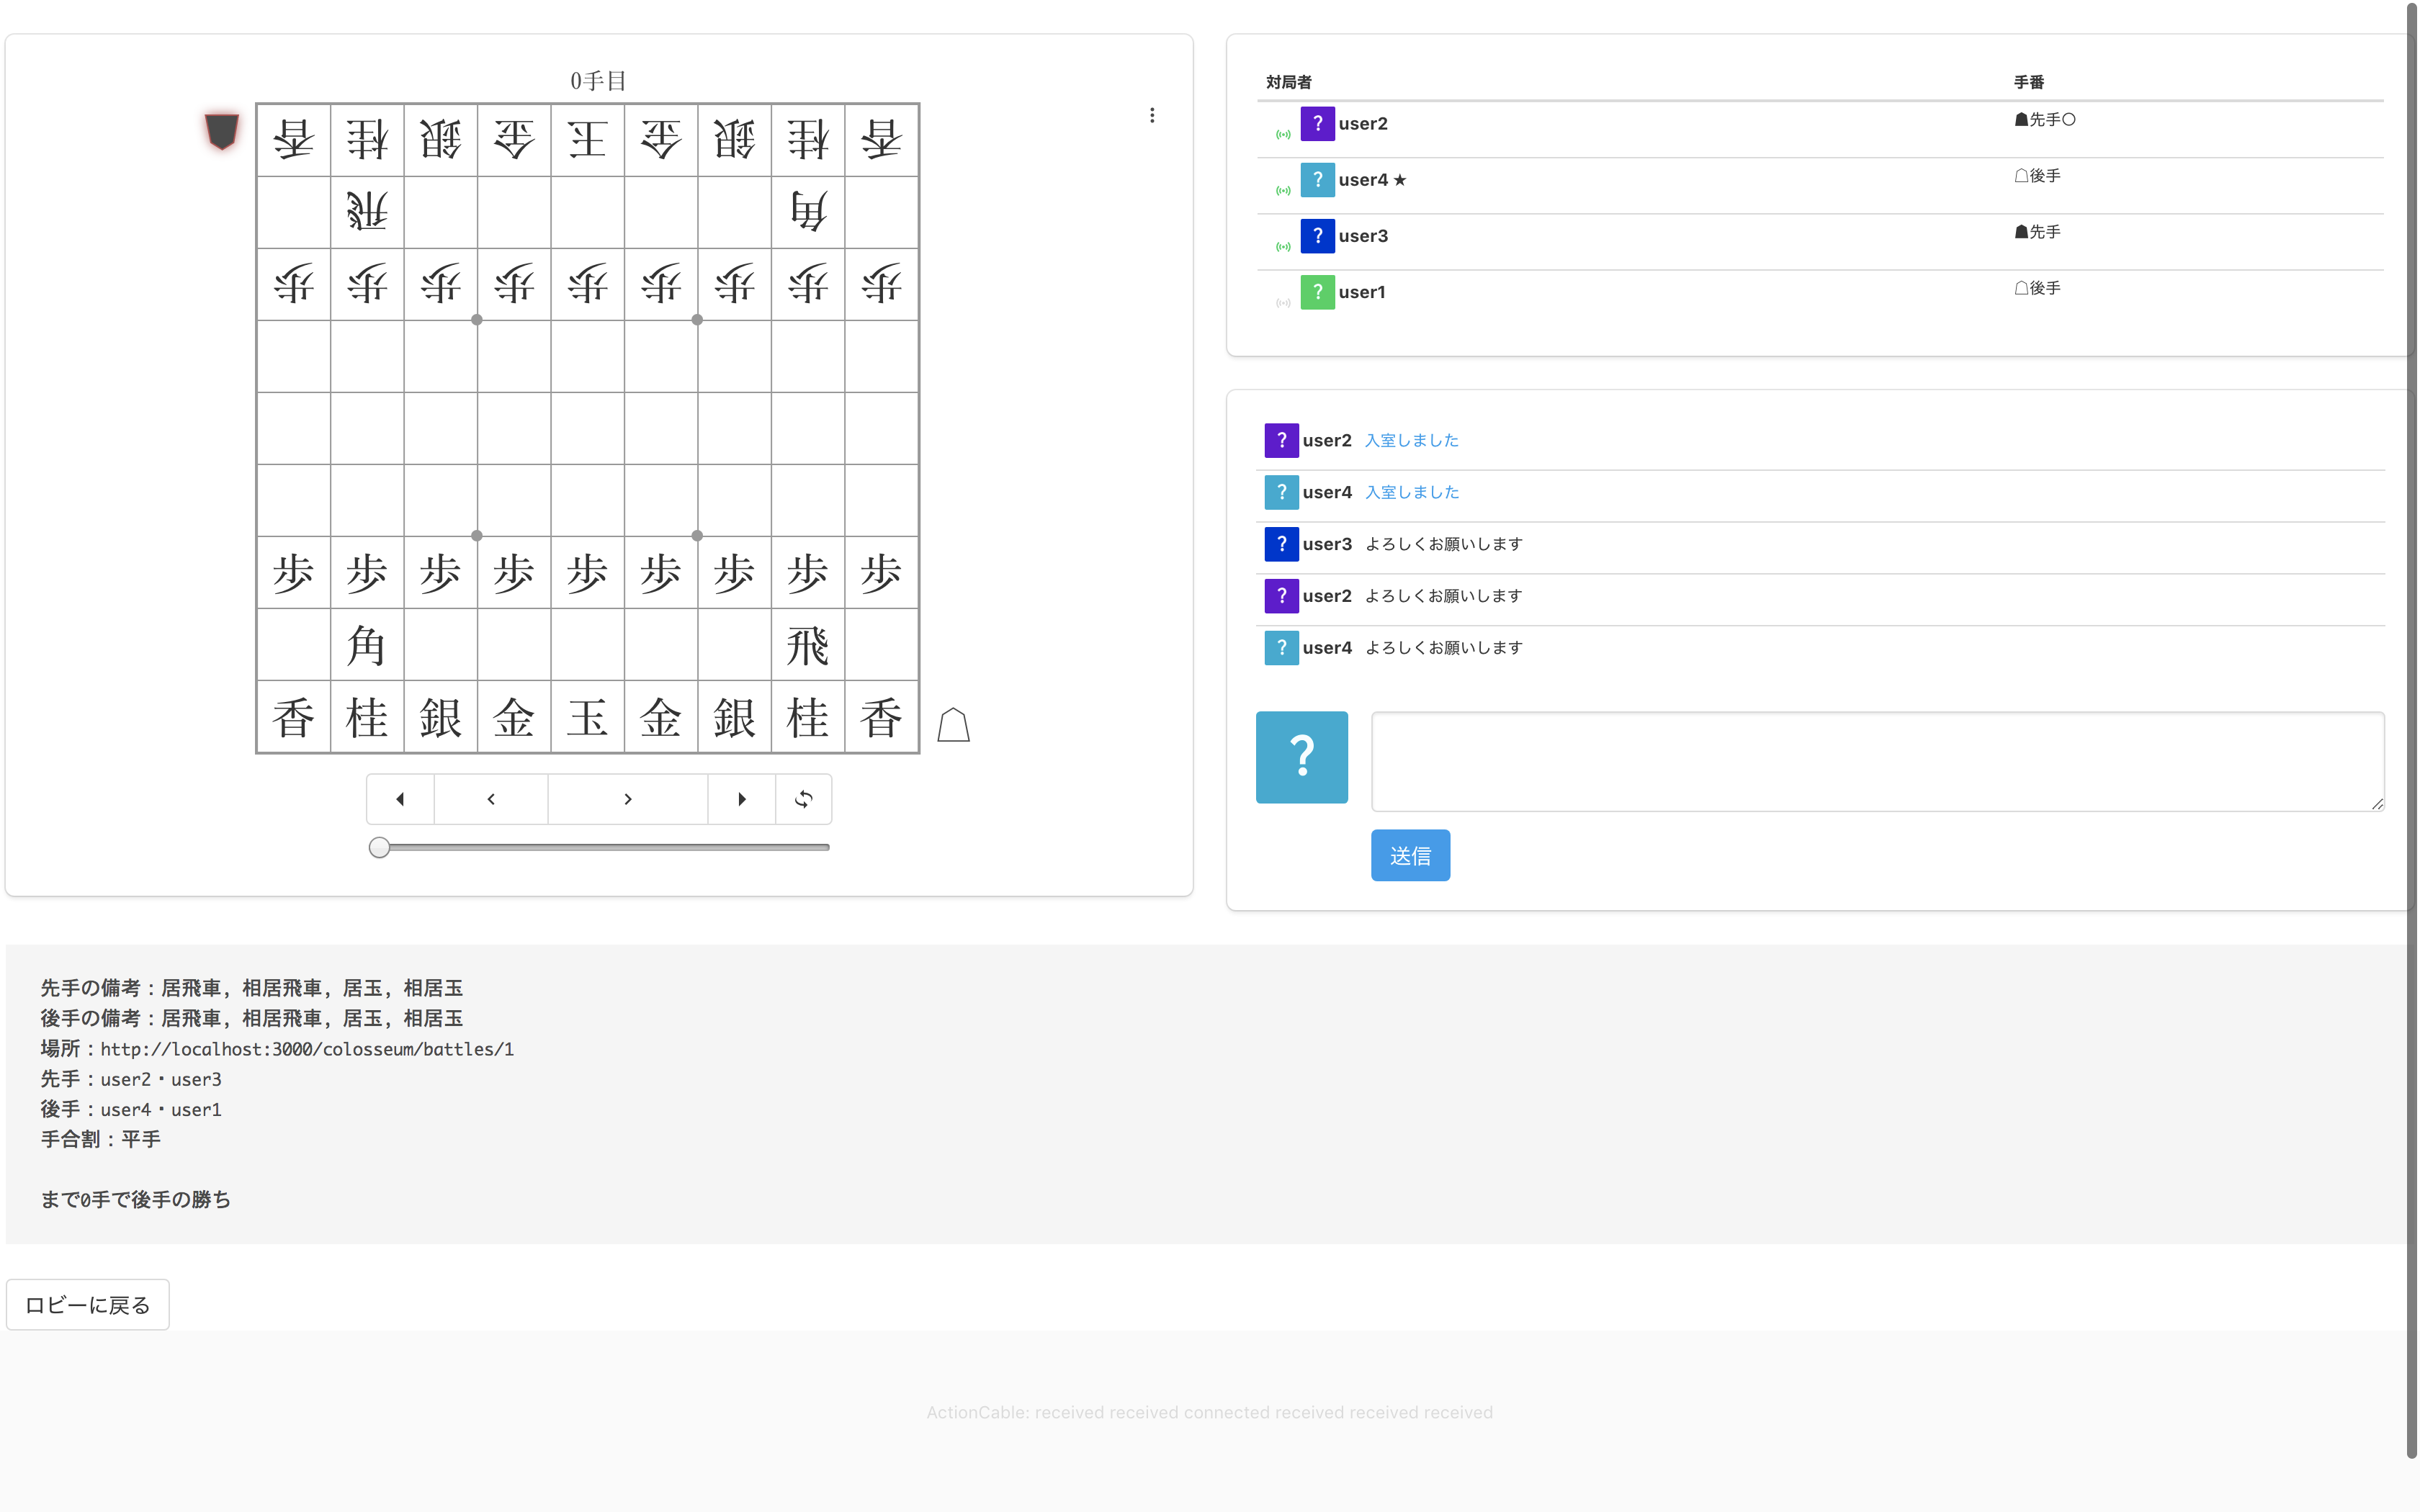 0手目
香桂銀金王金銀桂香
飛角
歩歩歩歩歩歩歩歩歩
歩歩歩歩歩歩歩歩歩
角飛
香桂銀金玉金銀桂香
対局者 手番
? user2 ☗先手○
? user4 ★ ☖後手
? user3 ☗先手
? user1 ☖後手
? user2 入室しました
? user4 入室しました
? user3 よろしくお願いします
? user2 よろしくお願いします
? user4 よろしくお願いします
?
送信
先手の備考：居飛車, 相居飛車, 居玉, 相居玉
後手の備考：居飛車, 相居飛車, 居玉, 相居玉
場所：http://localhost:3000/colosseum/battles/1
先手：user2・user3
後手：user4・user1
手合割：平手
まで0手で後手の勝ち
ロビーに戻る
ActionCable: received received connected received received received